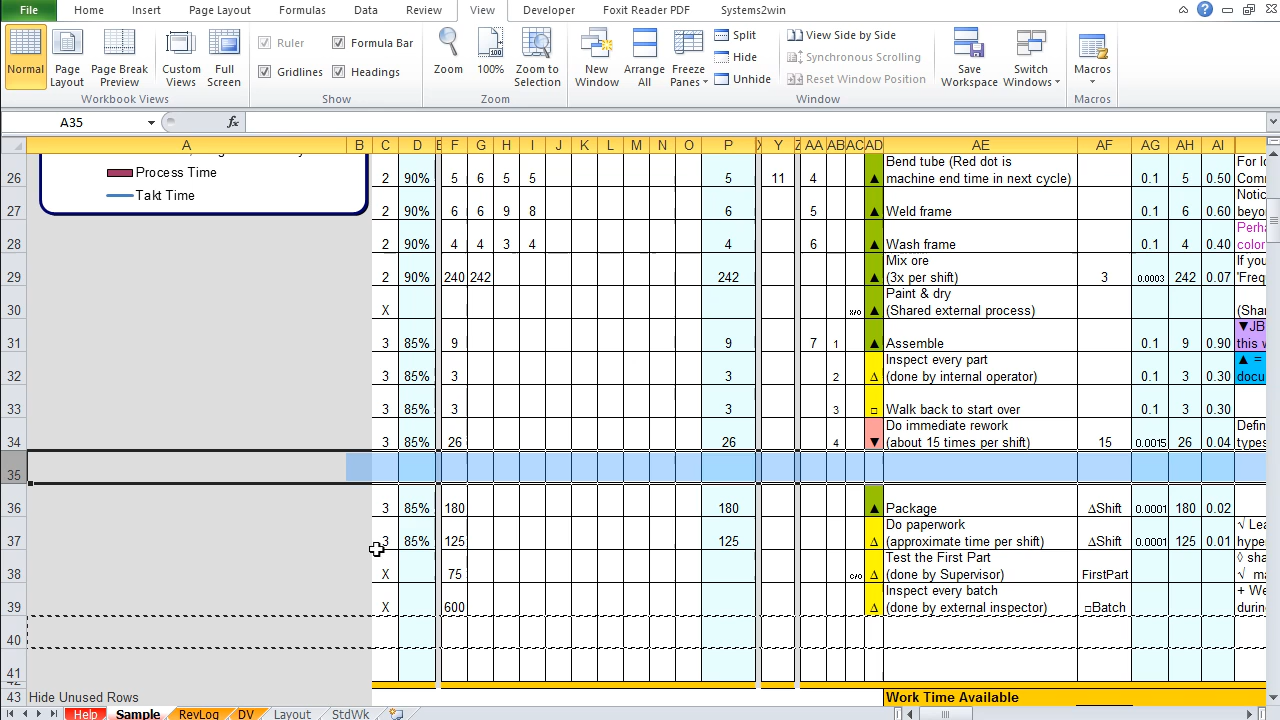 File Home Insert Page Layout Formulas Data Review View Developer Foxit Reader PDF Systems2win
Normal Page Layout Page Break Preview Custom Views Full Screen Ruler Formula Bar Gridlines Headings Zoom 100% Zoom to Selection New Window Arrange All Freeze Panes Split Hide Unhide View Side by Side Synchronous Scrolling Reset Window Position Save Workspace Switch Windows Macros
Workbook Views Show Zoom Window Macros
A35 fx
A B C D E F G H I J K L M N O P X Y Z AA AB AC AD AE AF AG AH AI
Process Time
Takt Time
26 2 90% 5 6 5 5 5 11 4 ▲ Bend tube (Red dot is machine end time in next cycle) 0.1 5 0.50 For lo Comm
27 2 90% 6 6 9 8 6 5 ▲ Weld frame 0.1 6 0.60 Notic beyo
28 2 90% 4 4 3 4 4 6 ▲ Wash frame 0.1 4 0.40 Perha color
29 2 90% 240 242 242 ▲ Mix ore (3x per shift) 3 0.0003 242 0.07 If you 'Freq
30 X x/o ▲ Paint & dry (Shared external process) (Shar
31 3 85% 9 9 7 1 ▲ Assemble 0.1 9 0.90 ▼JB this w
32 3 85% 3 3 2 Δ Inspect every part (done by internal operator) 0.1 3 0.30 ▲ = docu
33 3 85% 3 3 3 □ Walk back to start over 0.1 3 0.30
34 3 85% 26 26 4 ▼ Do immediate rework (about 15 times per shift) 15 0.0015 26 0.04 Defin types
35
36 3 85% 180 180 ▲ Package ΔShift 0.0001 180 0.02
37 3 85% 125 125 Δ Do paperwork (approximate time per shift) ΔShift 0.0001 125 0.01 √ Lea hypes
38 X 75 c/o Δ Test the First Part (done by Supervisor) FirstPart ◊ sha √ ma
39 X 600 Δ Inspect every batch (done by external inspector) □Batch + We durin
40
41
42
43 Hide Unused Rows Work Time Available
Help Sample RevLog DV Layout StdWk